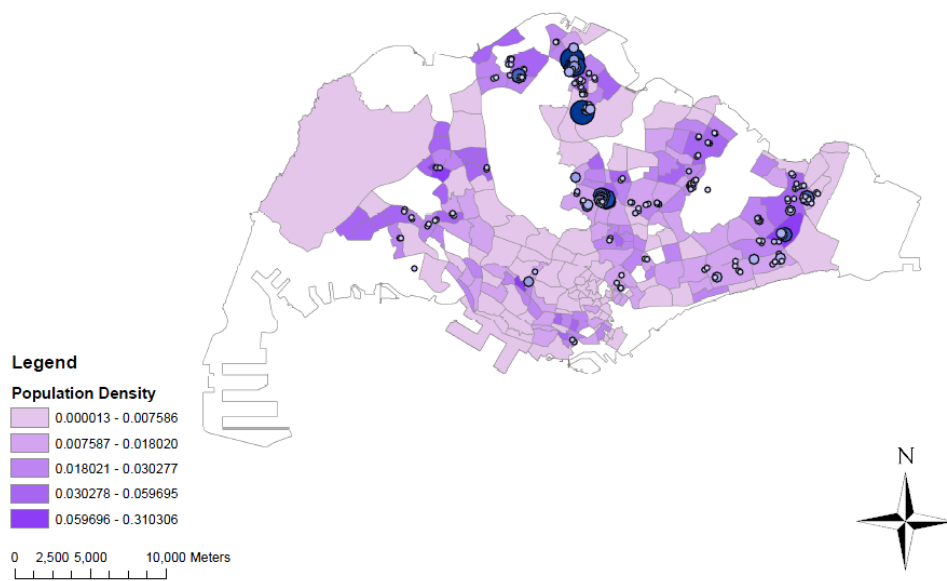 Legend
Population Density
0.000013 - 0.007586
0.007587 - 0.018020
0.018021 - 0.030277
0.030278 - 0.059695
0.059696 - 0.310306
0 2,500 5,000 10,000 Meters
N